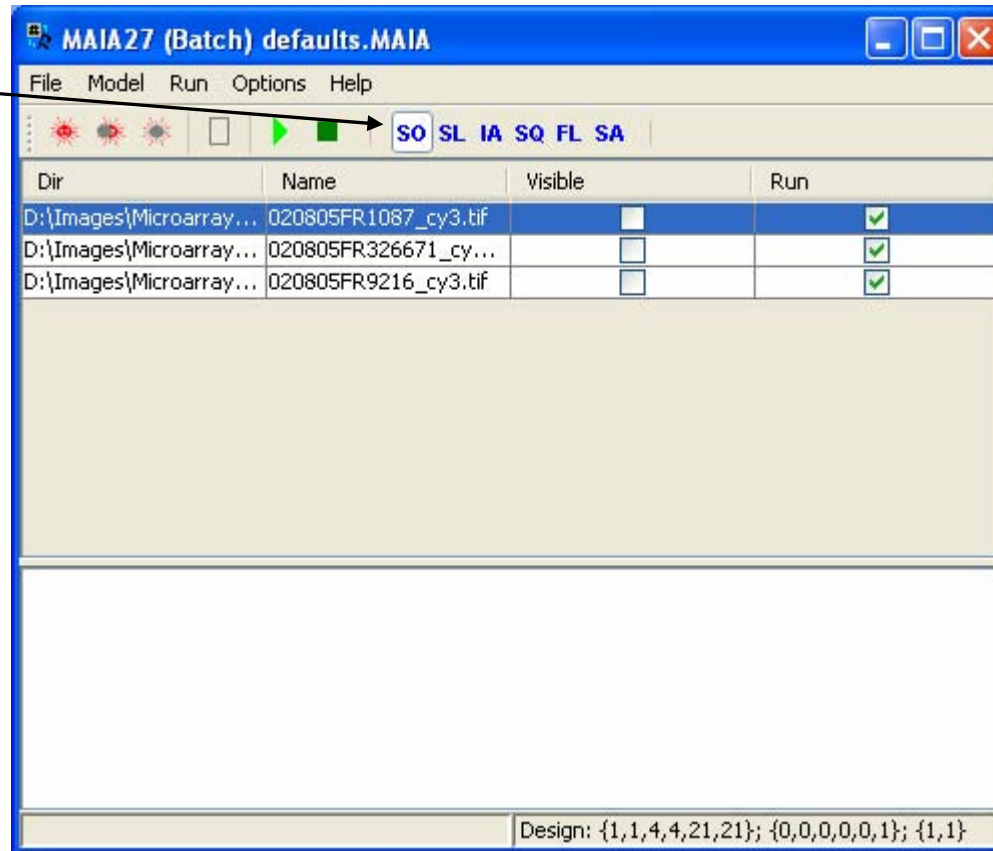 MAIA27 (Batch) defaults.MAIA
File Model Run Options Help
SO SL IA SQ FL SA
Dir Name Visible Run
D:\Images\Microarray... 020805FR1087_cy3.tif
D:\Images\Microarray... 020805FR326671_cy...
D:\Images\Microarray... 020805FR9216_cy3.tif
Design: {1,1,4,4,21,21}; {0,0,0,0,0,1}; {1,1}